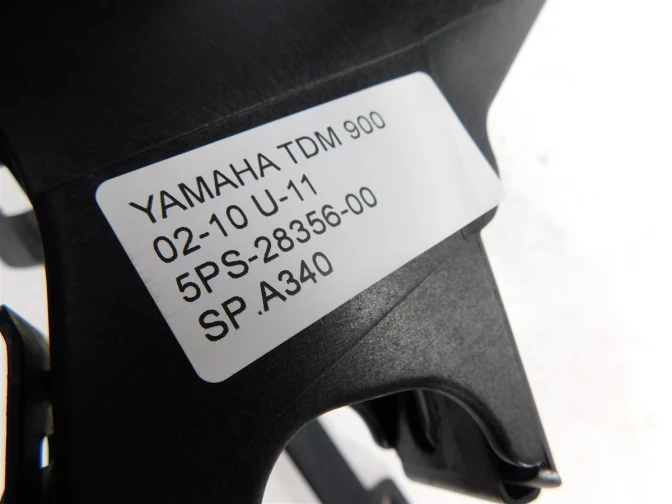 YAMAHA TDM 900
02-10 U-11
5PS-28356-00
SP.A340